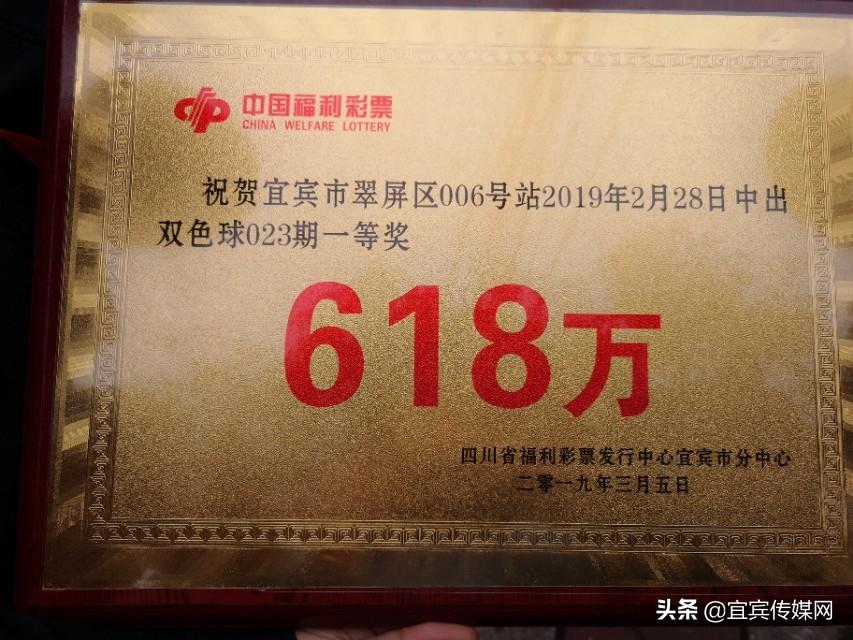 中国福利彩票
CHINA WELFARE LOTTERY
祝贺宜宾市翠屏区006号站2019年2月28日中出
双色球023期一等奖
618万
四川省福利彩票发行中心宜宾市分中心
二零一九年三月五日
头条 @宜宾传媒网